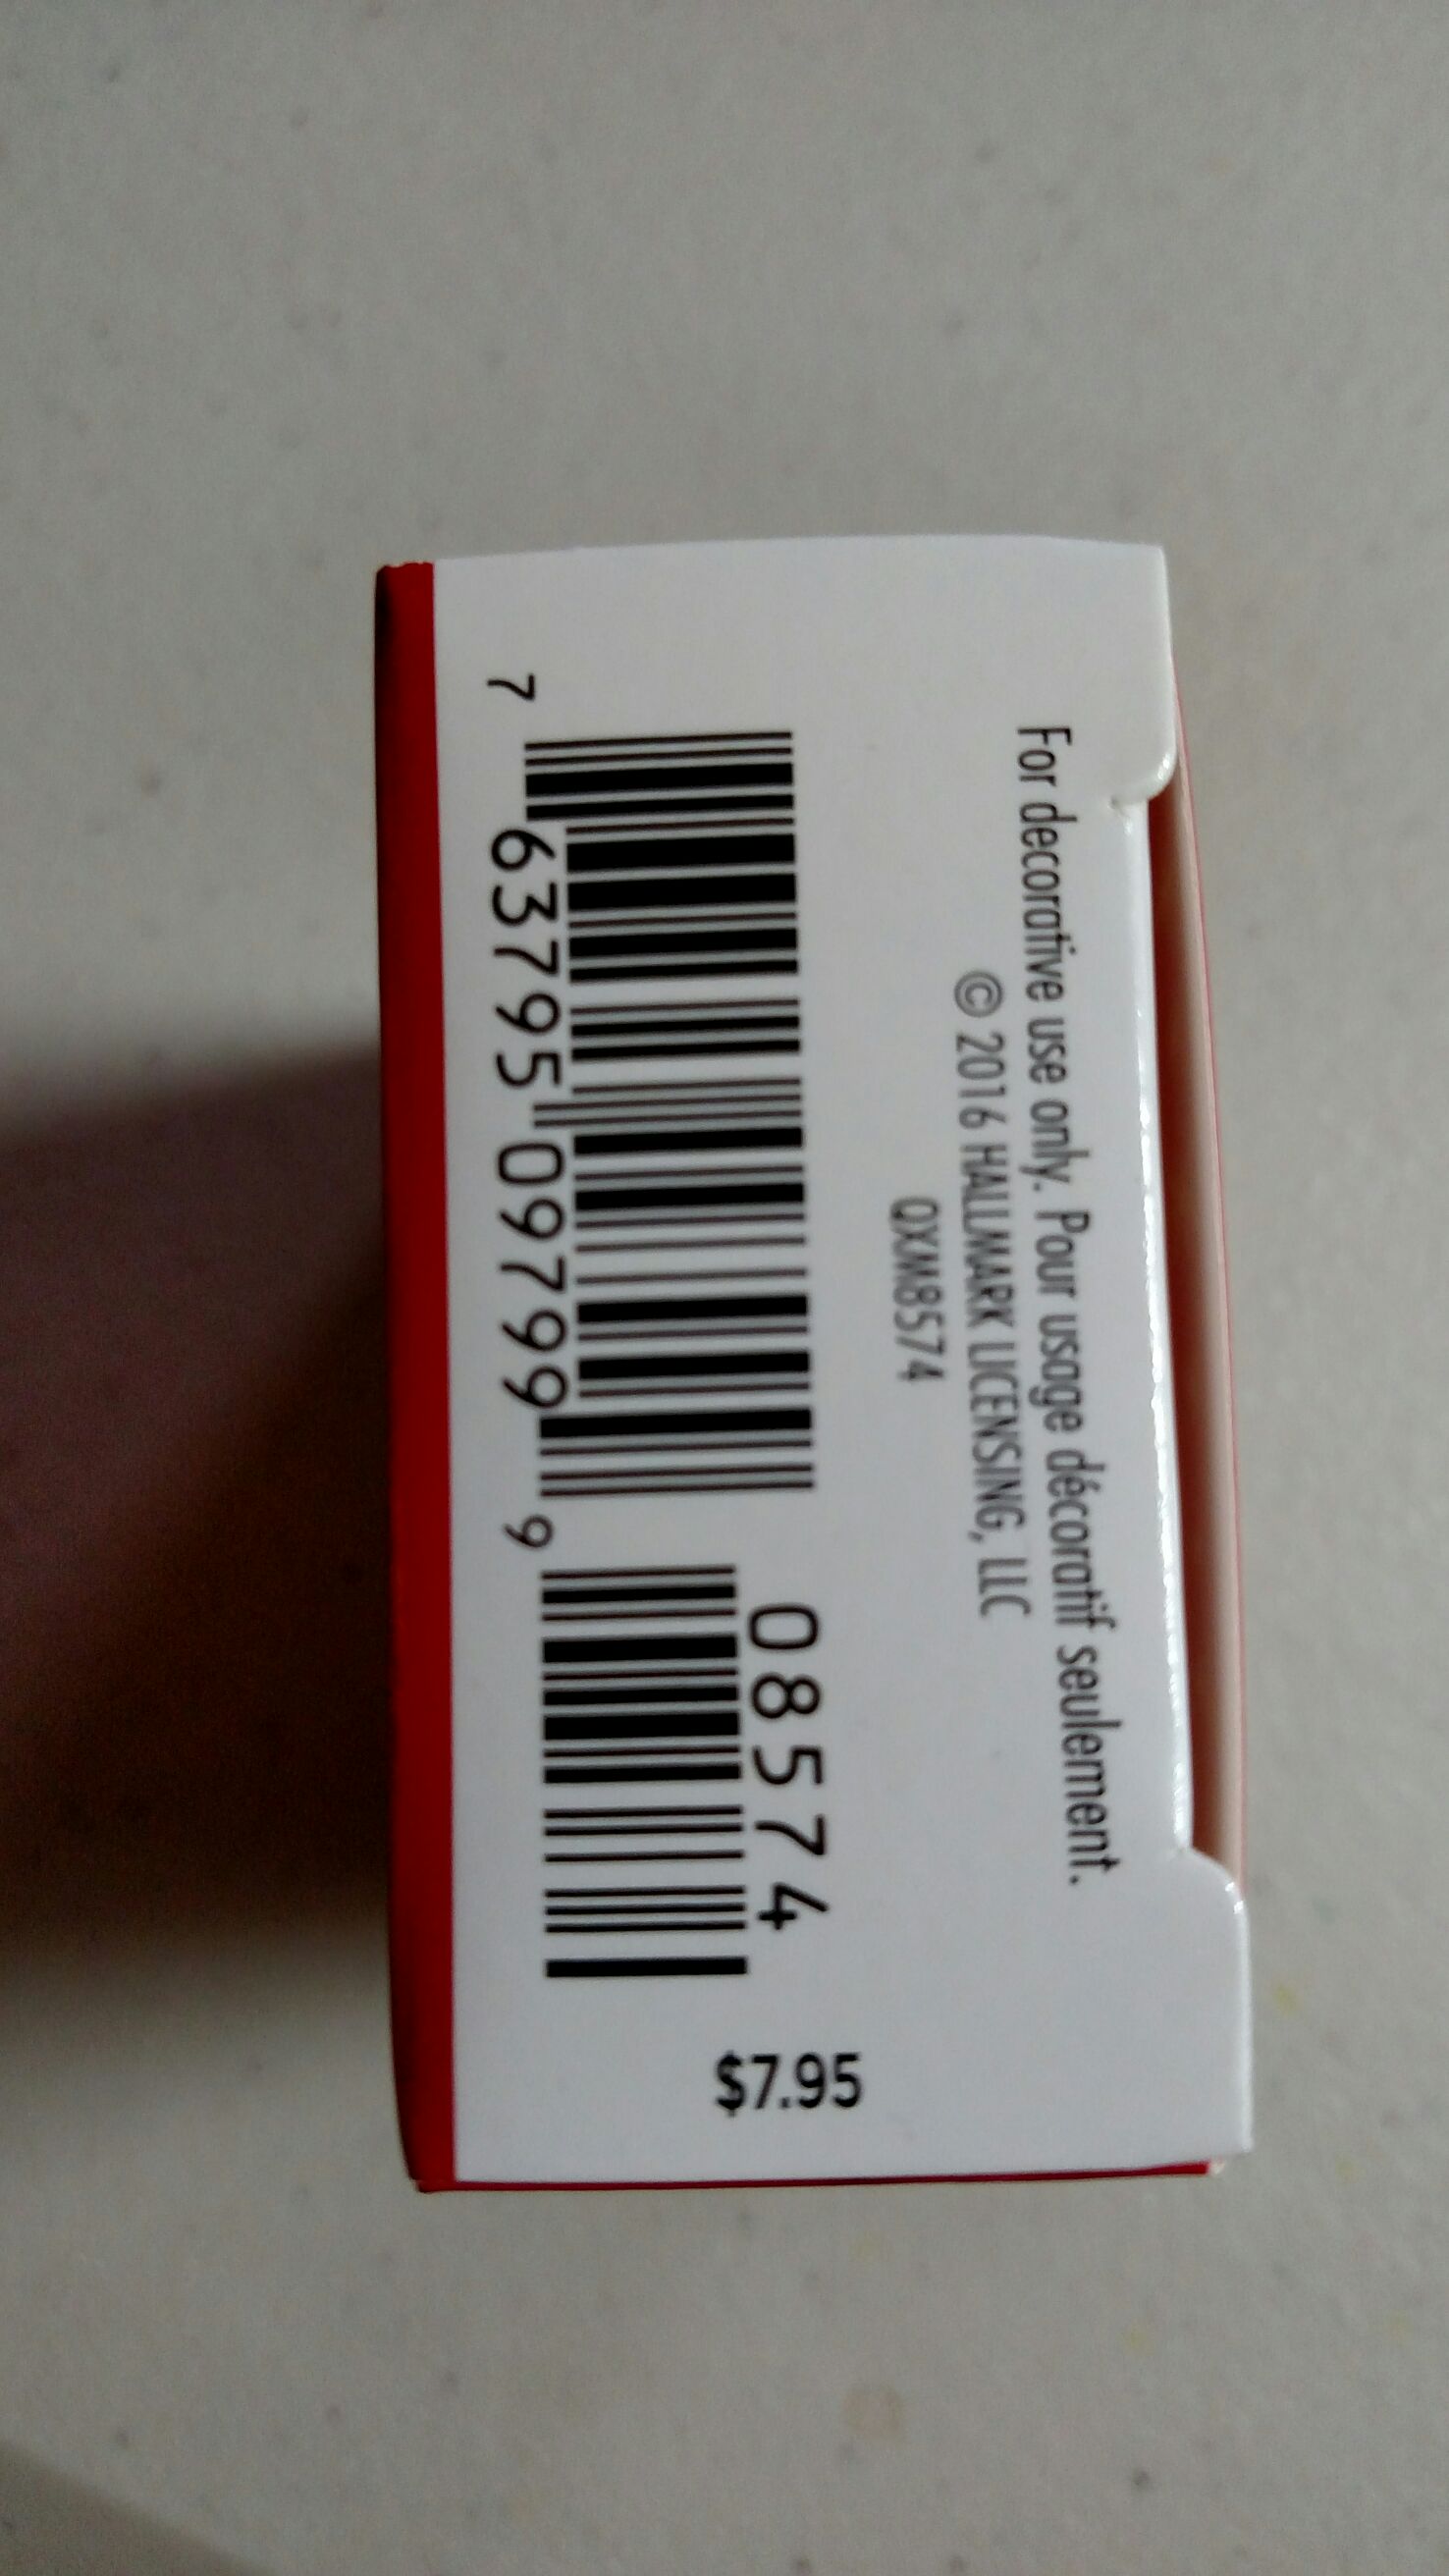 For decorative use only. Pour usage décoratif seulement.
© 2016 HALLMARK LICENSING, LLC
QXM8574
08574
7 63795 09799 9
$7.95